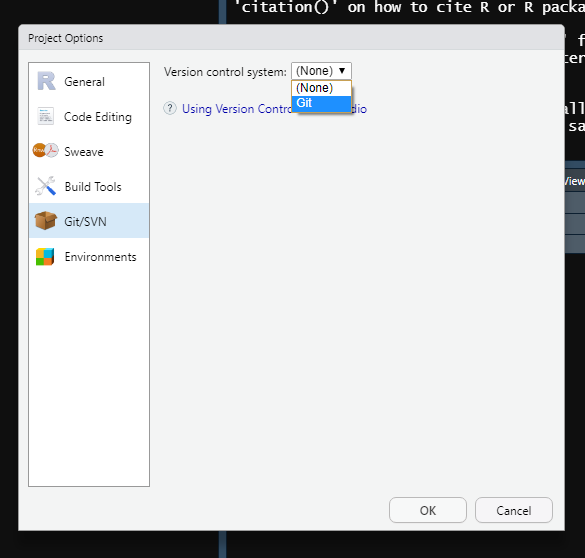 'citation()' on how to cite R or R packa
Project Options
General
Code Editing
Sweave
Build Tools
Git/SVN
Environments
Version control system: (None)
(None)
Git
? Using Version Contro dio
' f
ter
all
sa
View
OK
Cancel